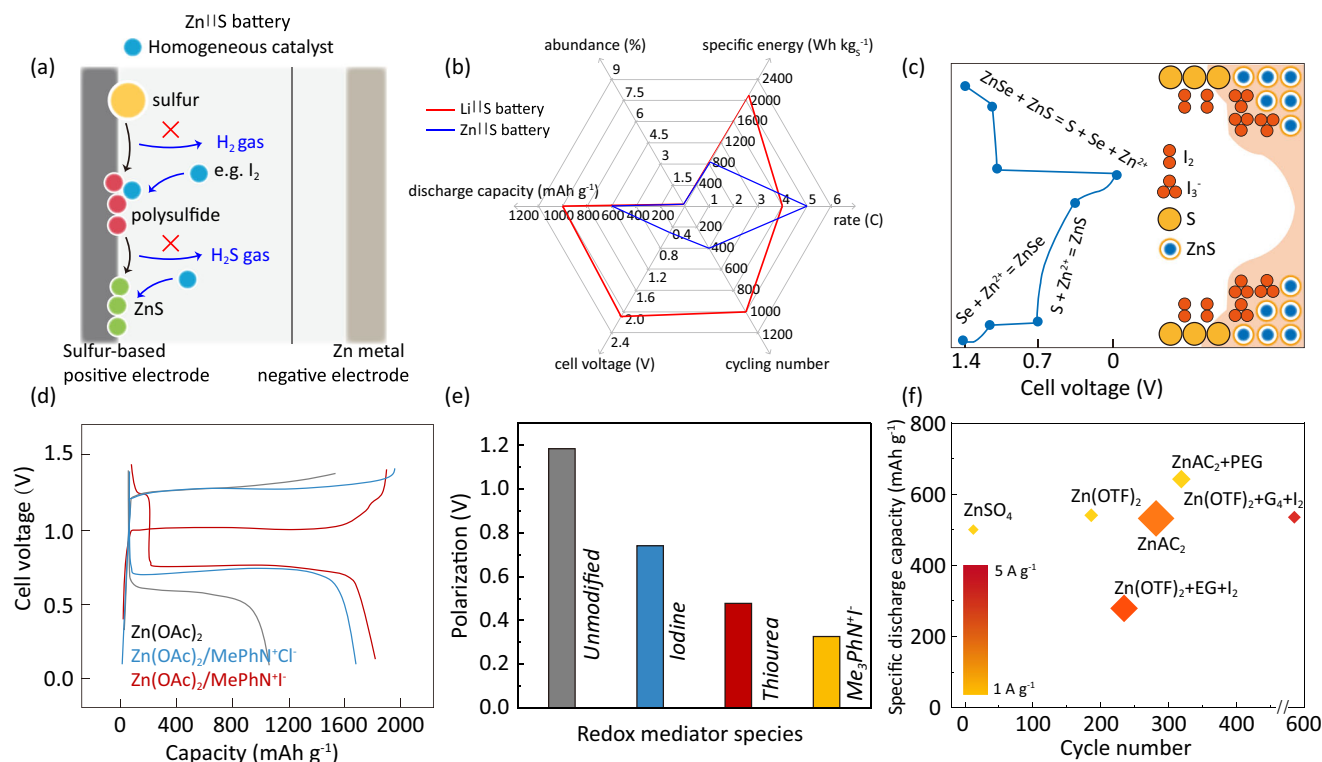 Zn||S battery
Homogeneous catalyst
(a)
sulfur
H₂ gas
e.g. I₂
polysulfide
H₂S gas
ZnS
Sulfur-based
positive electrode
Zn metal
negative electrode
(b)
abundance (%)
specific energy (Wh kgₛ⁻¹)
Li||S battery
Zn||S battery
9
7.5
6
4.5
3
1.5
2400
2000
1600
1200
800
400
discharge capacity (mAh g⁻¹)
1200 1000 800 600 400 200
1 2 3 4 5 6
rate (C)
200
400
600
800
1000
1200
0.4
0.8
1.2
1.6
2.0
2.4
cell voltage (V)
cycling number
(c)
ZnSe + ZnS = S + Se + Zn²⁺
Se + Zn²⁺ = ZnSe
S + Zn²⁺ = ZnS
I₂
I₃⁻
S
ZnS
1.4 0.7 0
Cell voltage (V)
(d)
Cell voltage (V)
1.5
1.0
0.5
0.0
Zn(OAc)₂
Zn(OAc)₂/MePhN⁺Cl⁻
Zn(OAc)₂/MePhN⁺I⁻
0 400 800 1200 1600 2000
Capacity (mAh g⁻¹)
(e)
Polarization (V)
1.2
1.0
0.8
0.6
0.4
0.2
0.0
Unmodified
Iodine
Thiourea
Me₃PhN⁺I⁻
Redox mediator species
(f)
Specific discharge capacity (mAh g⁻¹)
800
600
400
200
0
ZnSO₄
Zn(OTF)₂
ZnAC₂+PEG
Zn(OTF)₂+G₄+I₂
ZnAC₂
Zn(OTF)₂+EG+I₂
5 A g⁻¹
1 A g⁻¹
0 100 200 300 400 // 600
Cycle number